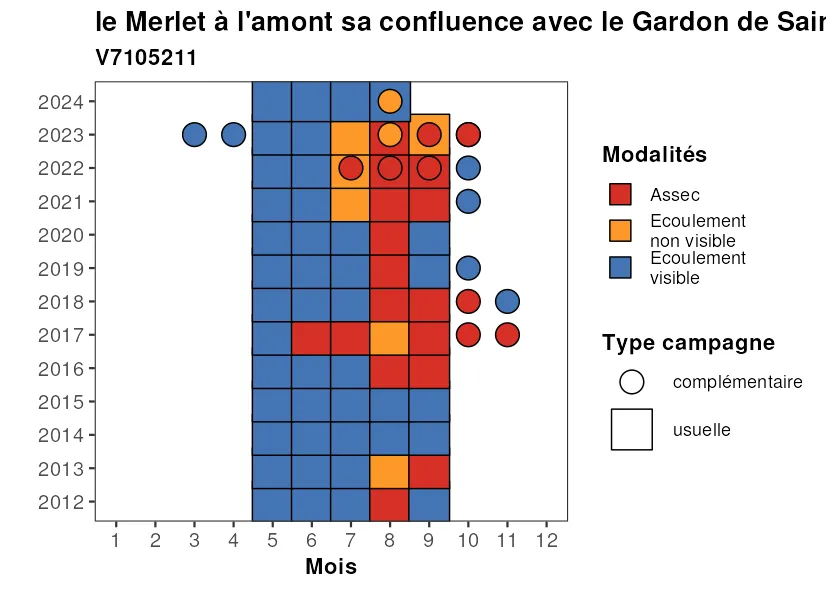 le Merlet à l'amont sa confluence avec le Gardon de Sain
V7105211
2024
2023
2022
2021
2020
2019
2018
2017
2016
2015
2014
2013
2012
1 2 3 4 5 6 7 8 9 10 11 12
Mois
Modalités
Assec
Ecoulement
non visible
Ecoulement
visible
Type campagne
complémentaire
usuelle